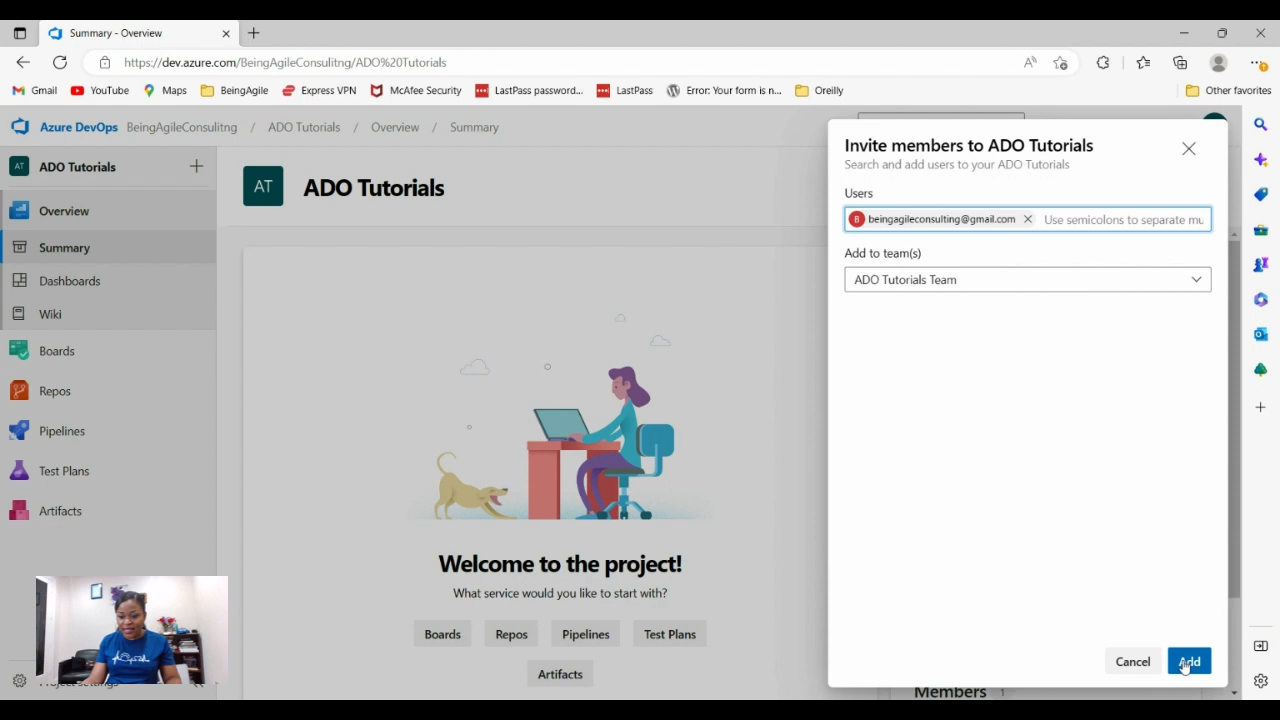 Summary - Overview
https://dev.azure.com/BeingAgileConsulitng/ADO%20Tutorials
Gmail YouTube Maps BeingAgile Express VPN McAfee Security LastPass password... LastPass Error: Your form is n... Oreilly Other favorites
Azure DevOps BeingAgileConsulitng / ADO Tutorials / Overview / Summary
AT ADO Tutorials
Overview
Summary
Dashboards
Wiki
Boards
Repos
Pipelines
Test Plans
Artifacts
AT ADO Tutorials
Welcome to the project!
What service would you like to start with?
Boards Repos Pipelines Test Plans
Artifacts
Invite members to ADO Tutorials
Search and add users to your ADO Tutorials
Users
B beingagileconsulting@gmail.com Use semicolons to separate mu
Add to team(s)
ADO Tutorials Team
Cancel Add
Members 1